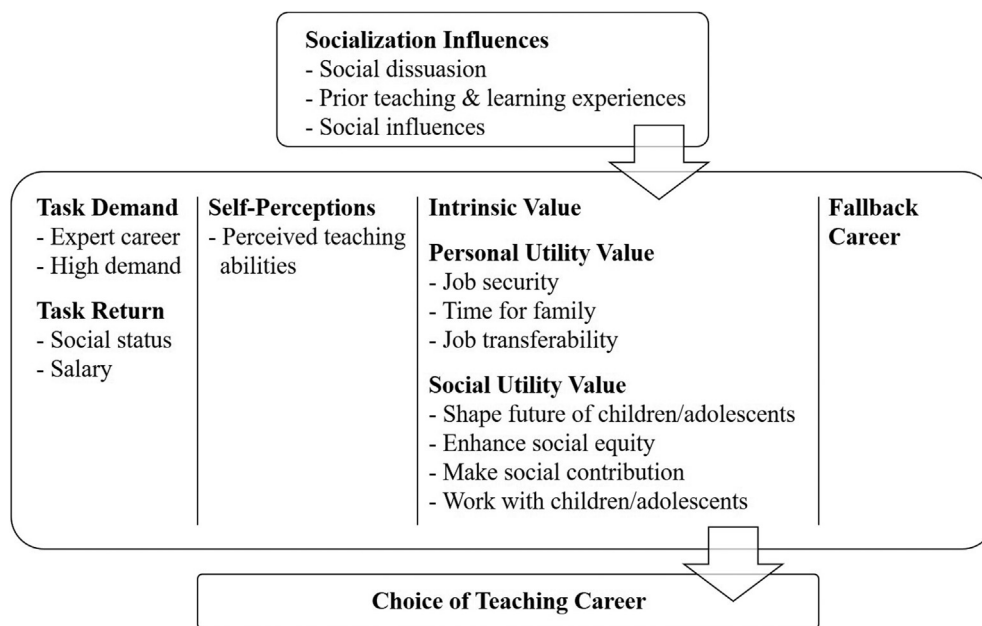 Socialization Influences
- Social dissuasion
- Prior teaching & learning experiences
- Social influences
Task Demand
- Expert career
- High demand
Task Return
- Social status
- Salary
Self-Perceptions
- Perceived teaching
abilities
Intrinsic Value
Personal Utility Value
- Job security
- Time for family
- Job transferability
Social Utility Value
- Shape future of children/adolescents
- Enhance social equity
- Make social contribution
- Work with children/adolescents
Fallback
Career
Choice of Teaching Career